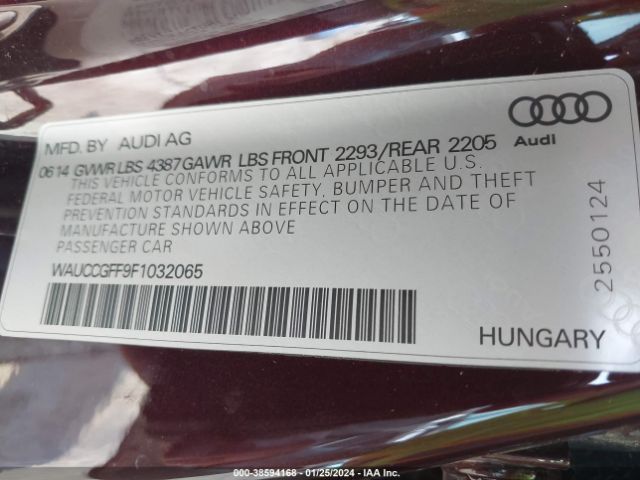 MFD. BY AUDI AG
0614 GVWR LBS 4387 GAWR LBS FRONT 2293/REAR 2205
THIS VEHICLE CONFORMS TO ALL APPLICABLE U.S.
FEDERAL MOTOR VEHICLE SAFETY, BUMPER AND THEFT
PREVENTION STANDARDS IN EFFECT ON THE DATE OF
MANUFACTURE SHOWN ABOVE
PASSENGER CAR
WAUCCGFF9F1032065
Audi
2550124
HUNGARY
000-38594168 - 01/25/2024 - IAA Inc.